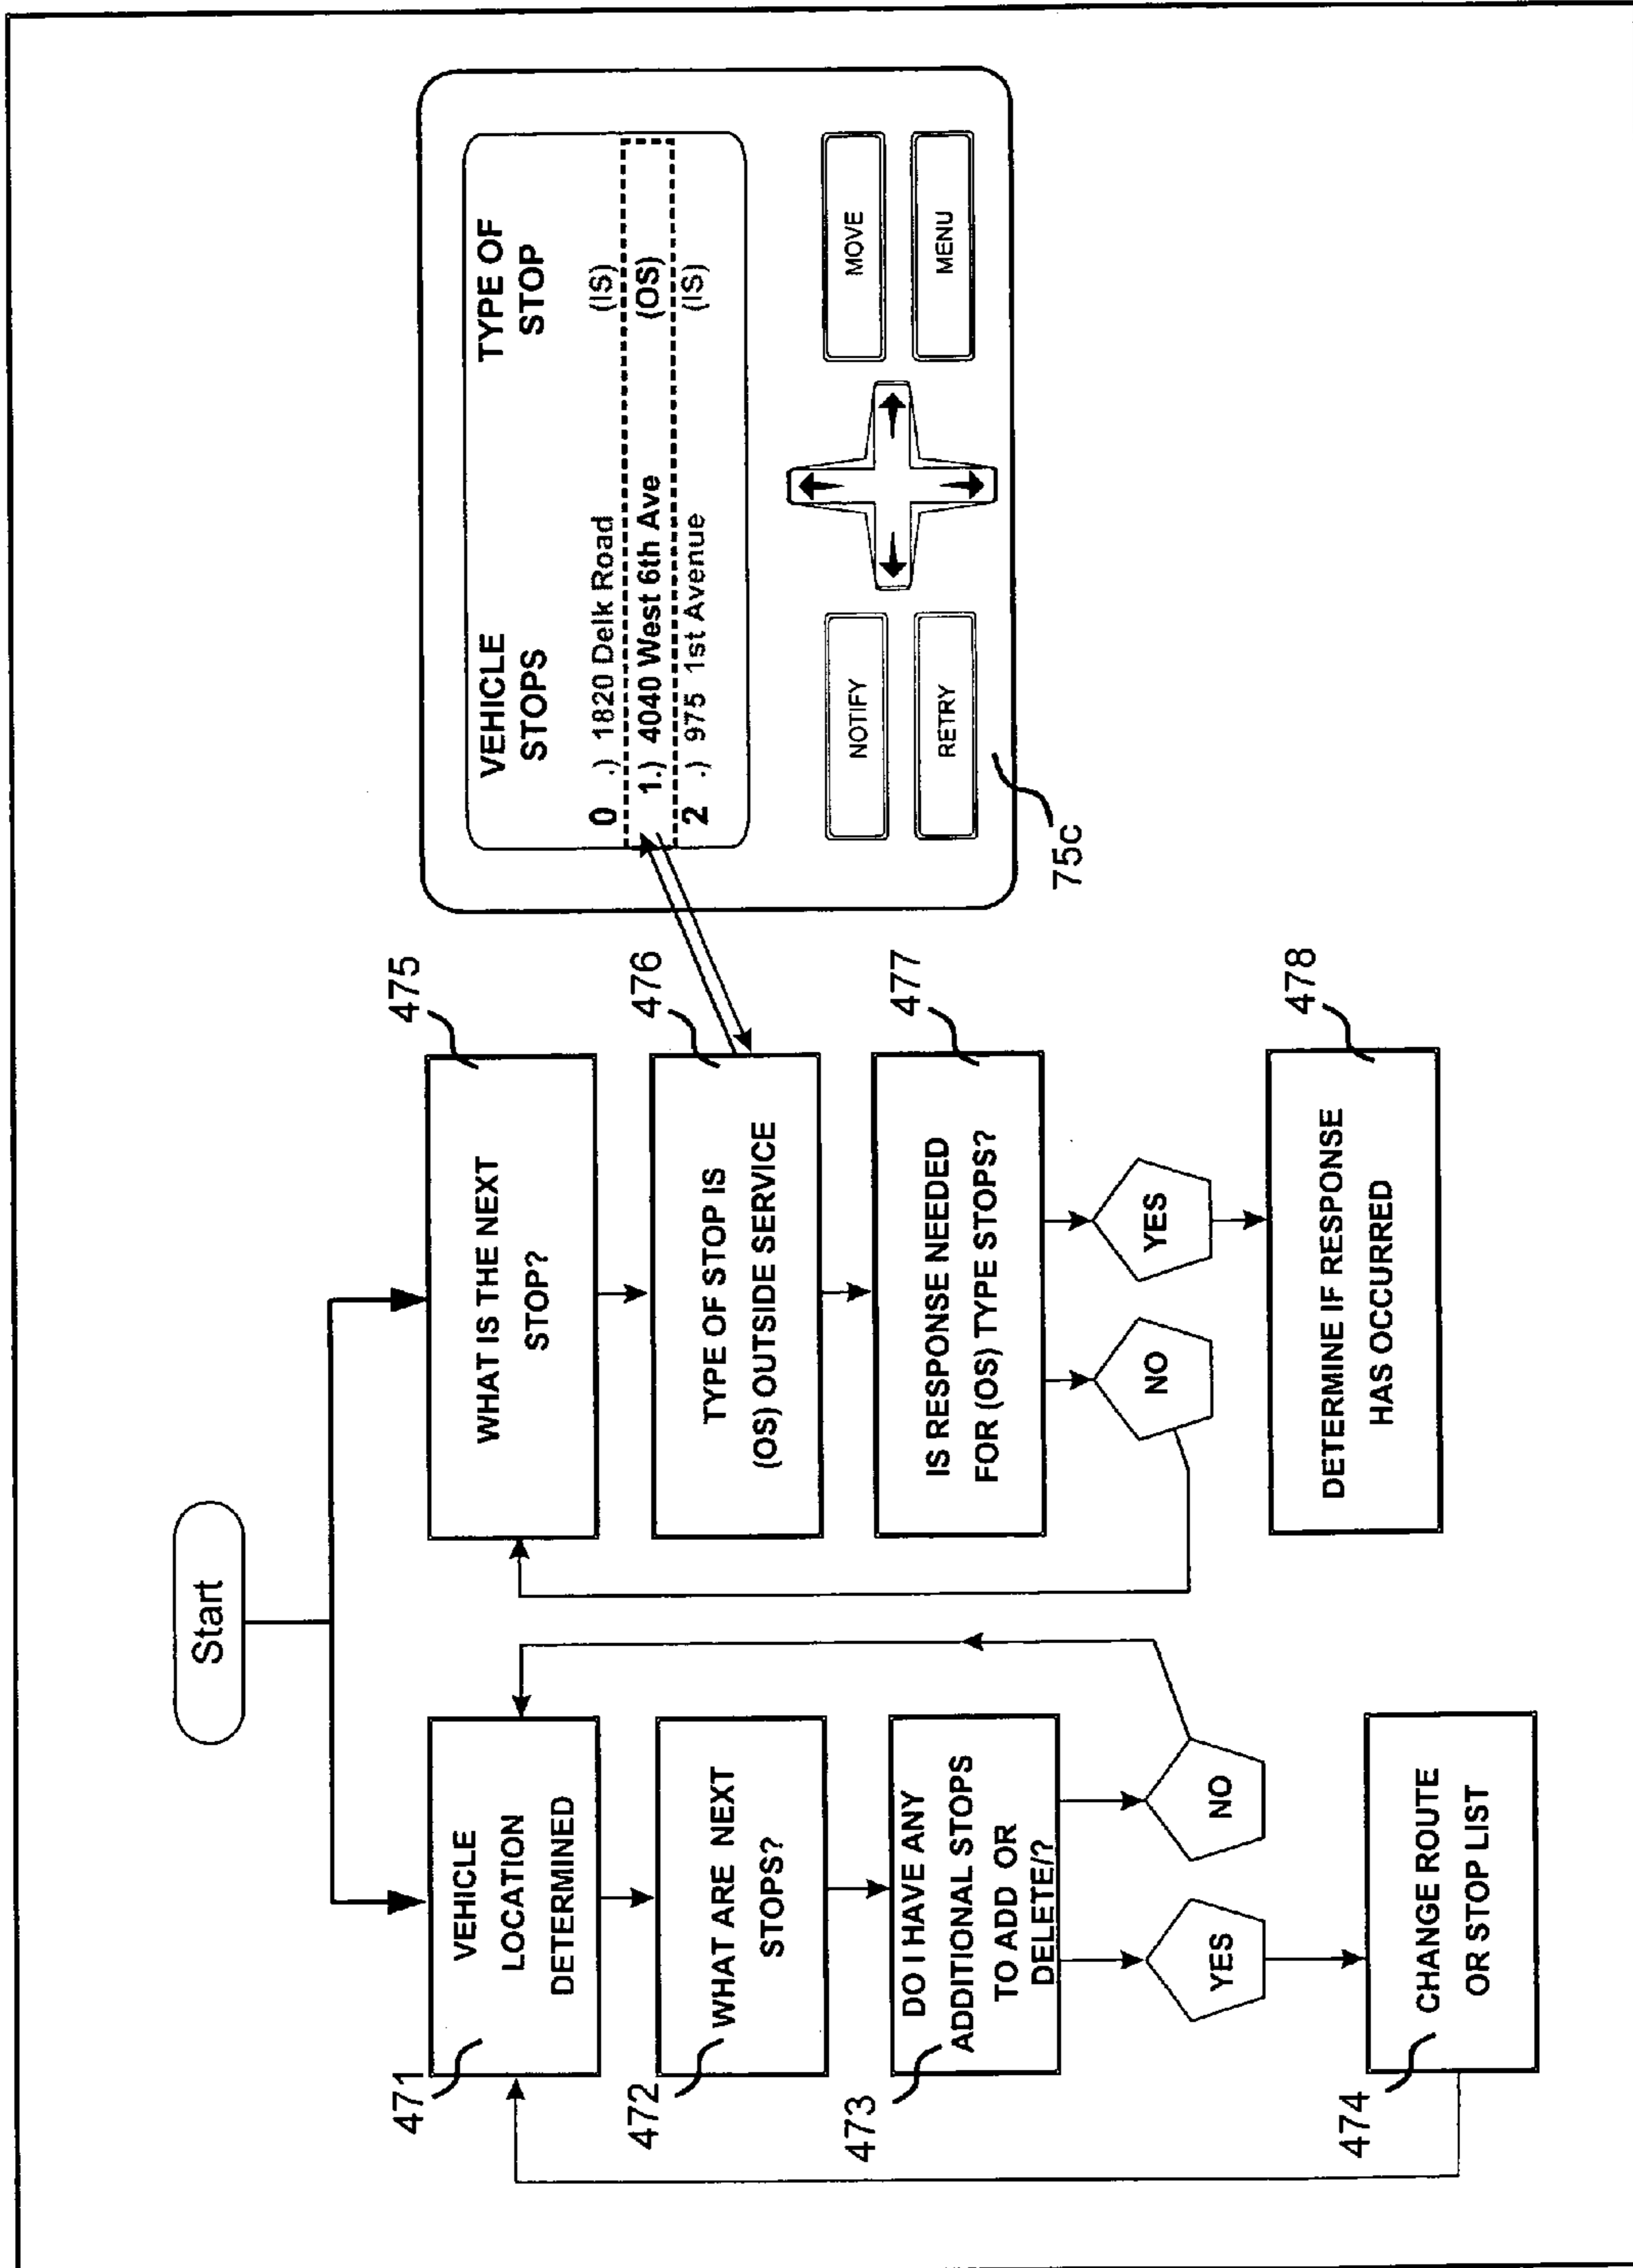 Start
471
VEHICLE
LOCATION
DETERMINED
472
WHAT ARE NEXT
STOPS?
473
DO I HAVE ANY
ADDITIONAL STOPS
TO ADD OR
DELETE/?
YES
NO
474
CHANGE ROUTE
OR STOP LIST
475
WHAT IS THE NEXT
STOP?
476
TYPE OF STOP IS
(OS) OUTSIDE SERVICE
477
IS RESPONSE NEEDED
FOR (OS) TYPE STOPS?
NO
YES
478
DETERMINE IF RESPONSE
HAS OCCURRED
VEHICLE
STOPS
TYPE OF
STOP
0 .) 1820 Delk Road (IS)
1.) 4040 West 6th Ave (OS)
2 .) 975 1st Avenue (IS)
NOTIFY
MOVE
RETRY
MENU
75c